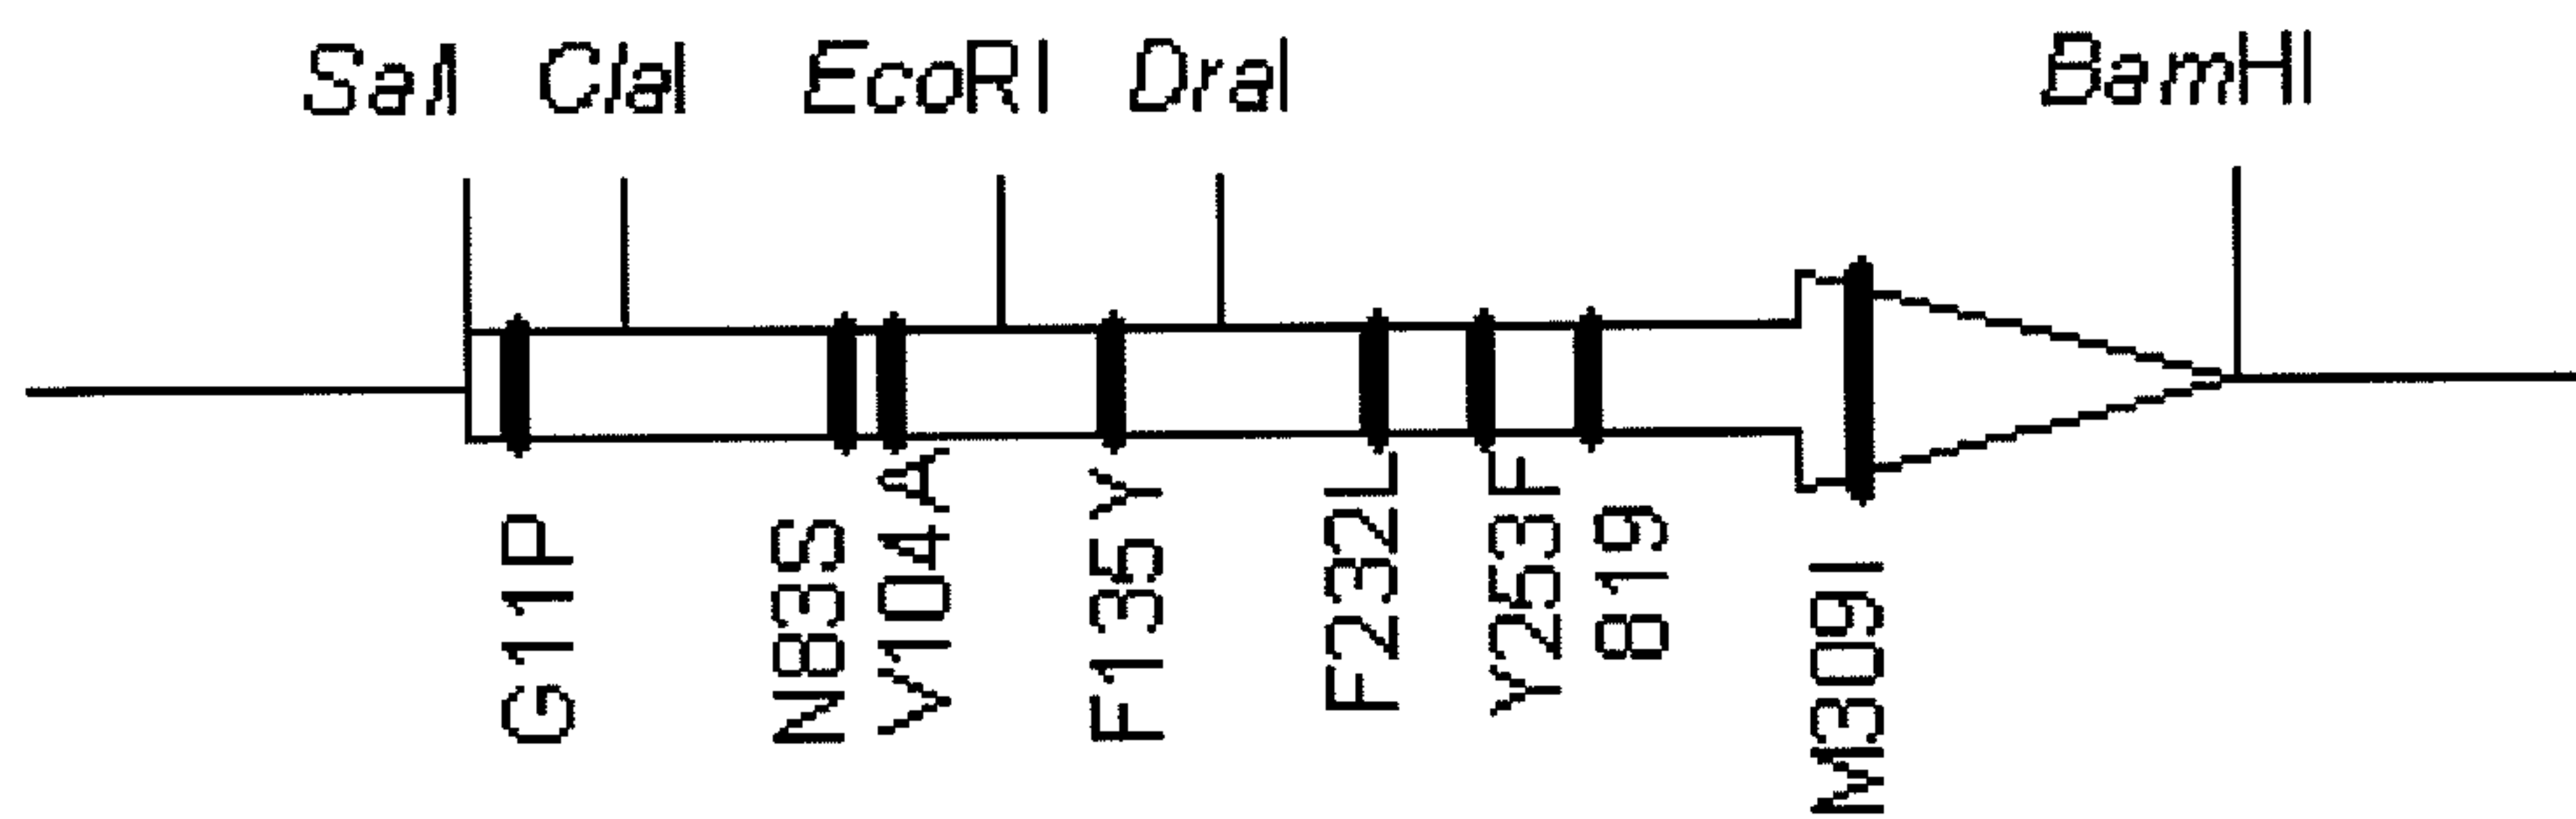 SalI ClaI EcoRI DraI BamHI
G11P
N83S
V104A
F135Y
F232L
Y253F
819
M309I